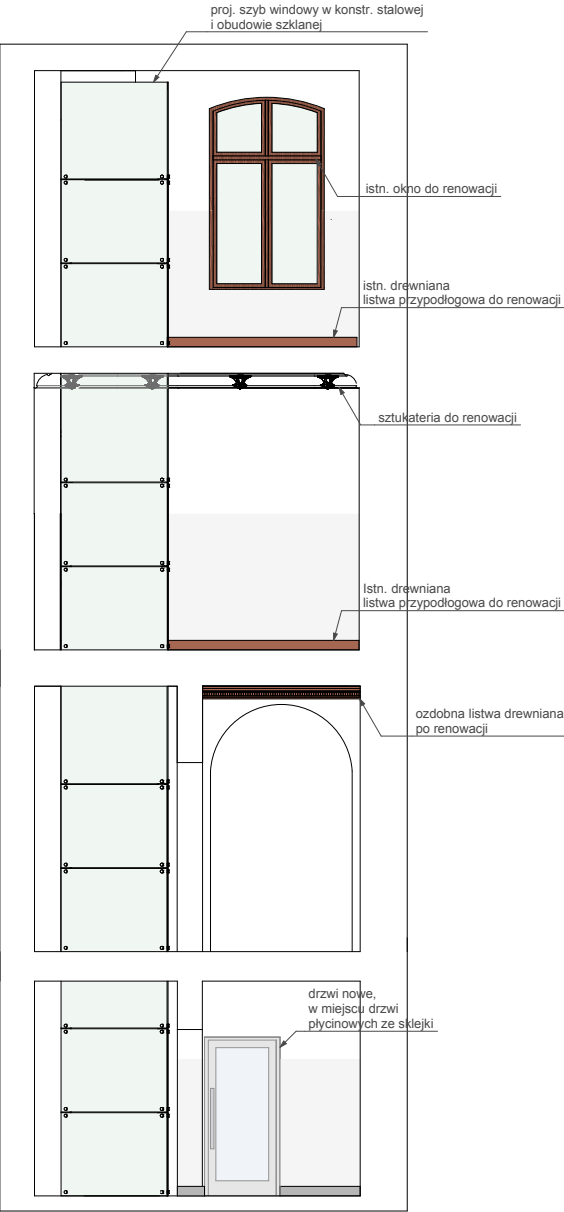 proj. szyb windowy w konstr. stalowej
i obudowie szklanej
istn. okno do renowacji
istn. drewniana
listwa przypodłogowa do renowacji
sztukateria do renowacji
Istn. drewniana
listwa przypodłogowa do renowacji
ozdobna listwa drewniana
po renowacji
drzwi nowe,
w miejscu drzwi
płycinowych ze sklejki